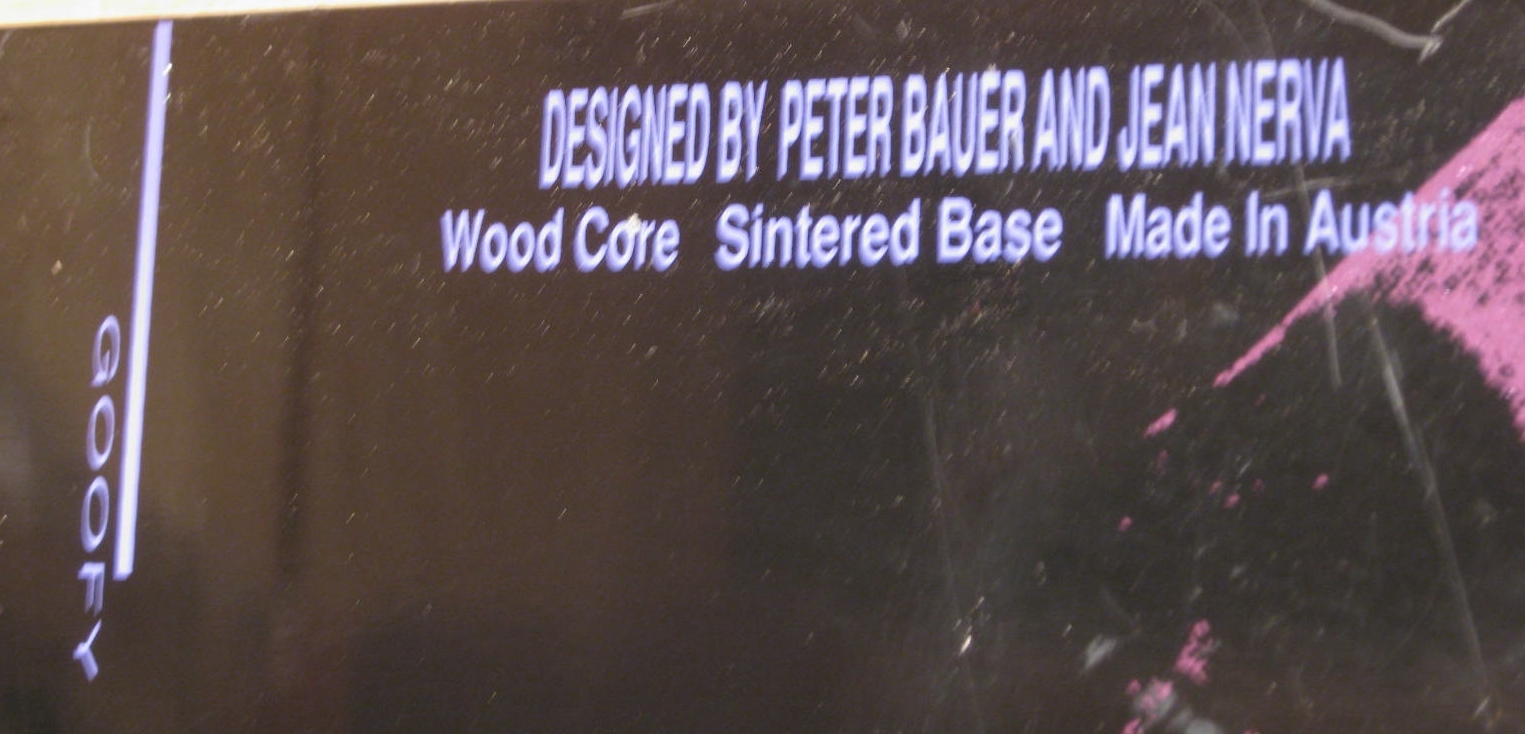 DESIGNED BY PETER BAUER AND JEAN NERVA
Wood Core Sintered Base Made In Austria
GOOFY